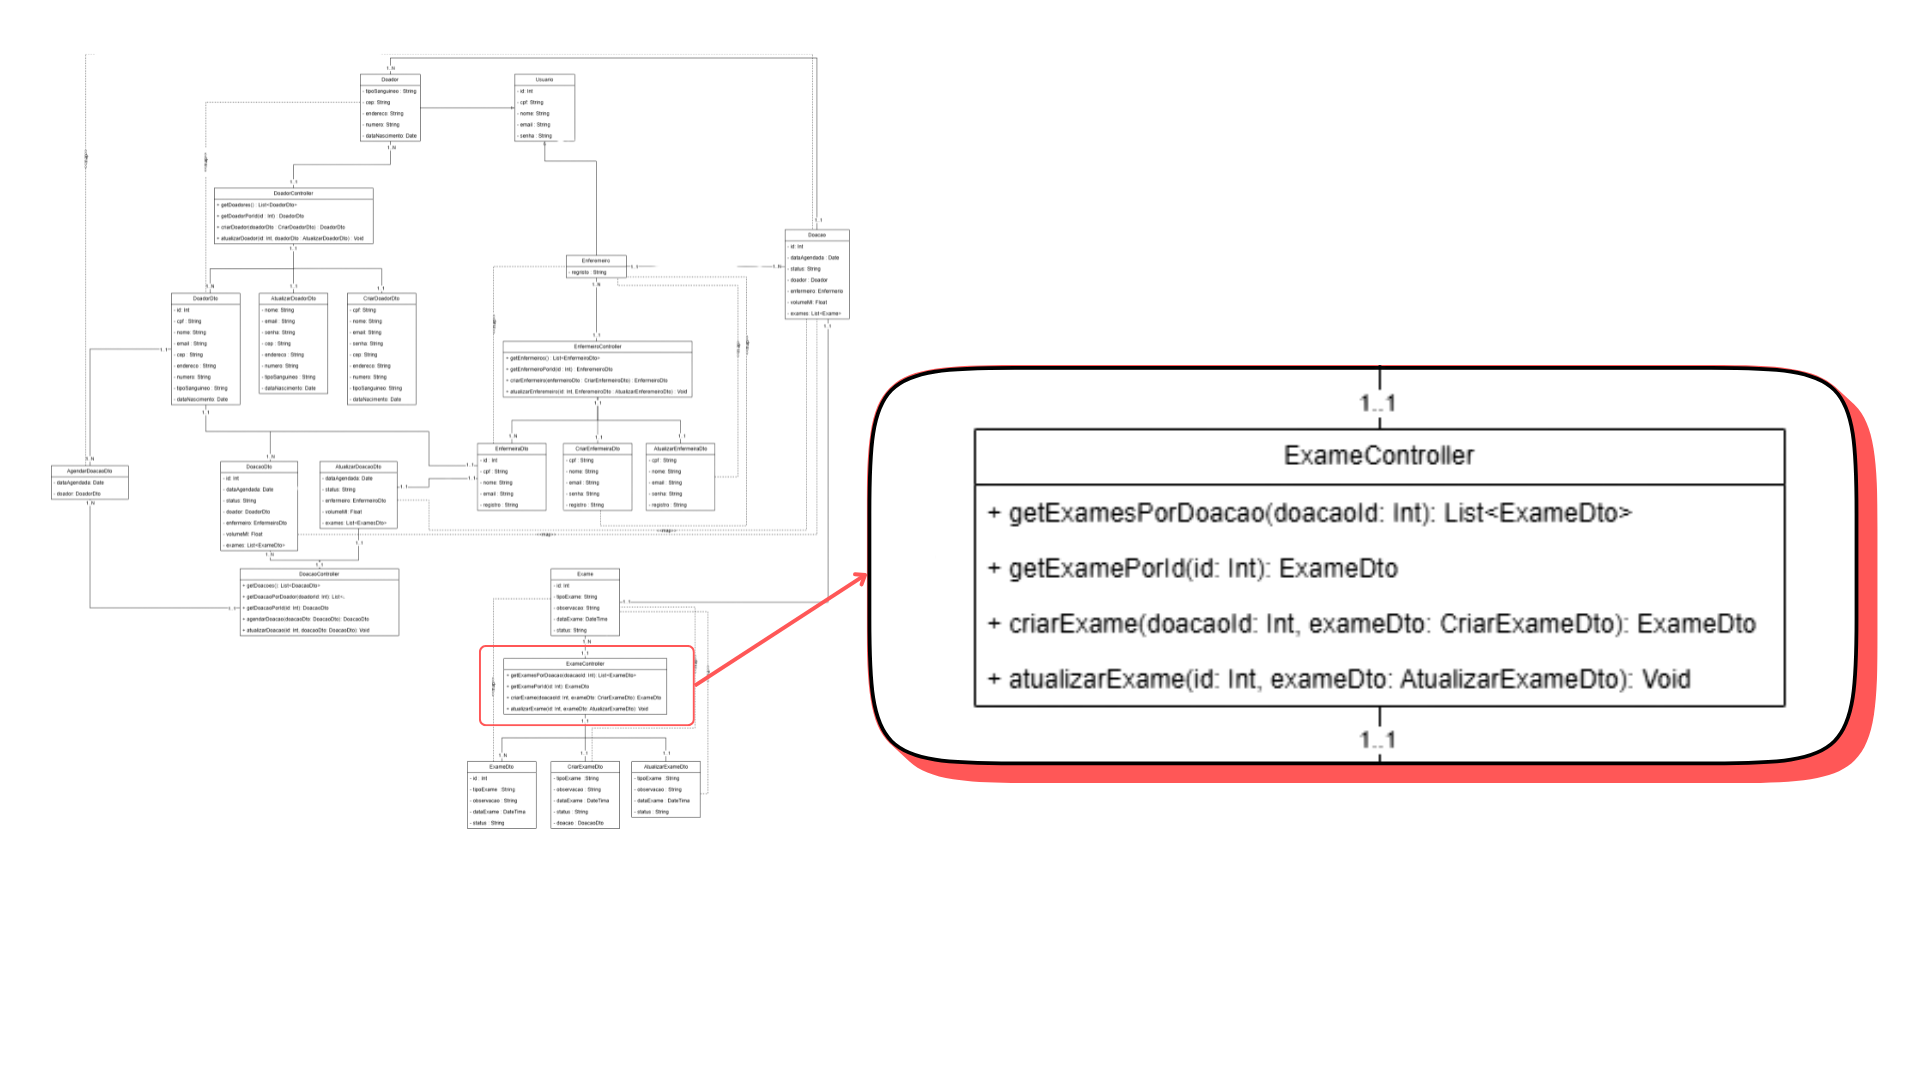 Doador
- tipoSanguineo : String
- cep: String
- endereco: String
- numero: String
- dataNascimento: Date
Usuario
- id: Int
- cpf: String
- nome: String
- email : String
- senha : String
DoadorController
+ getDoadores() : List<DoadorDto>
+ getDoadorPorId(id : Int) : DoadorDto
+ criarDoador(doadorDto : CriarDoadorDto) : DoadorDto
+ atualizarDoador(id: Int, doadorDto : AtualizarDoadorDto) : Void
Doacao
- id: Int
- dataAgendada : Date
- status: String
- doador : Doador
- enfermeiro: Enfermeiro
- volumeMl: Float
- exames: List<Exame>
Enfermeiro
- registro : String
DoadorDto
- id: Int
- cpf : String
- nome: String
- email : String
- cep : String
- endereco : String
- numero: String
- tipoSanguineo : String
- dataNascimento: Date
AtualizarDoadorDto
- nome: String
- email : String
- senha: String
- cep : String
- endereco : String
- numero: String
- tipoSanguineo : String
- dataNascimento: Date
CriarDoadorDto
- cpf: String
- nome: String
- email: String
- senha: String
- cep: String
- endereco: String
- numero: String
- tipoSanguineo: String
- dataNascimento: Date
EnfermeiroController
+ getEnfermeiros() : List<EnfermeiroDto>
+ getEnfermeiroPorId(id : Int) : EnfermeiroDto
+ criarEnfermeiro(enfermeiroDto : CriarEnfermeiroDto) : EnfermeiroDto
+ atualizarEnfermeiro(id: Int, EnfermeiroDto : AtualizarEnfermeiroDto) : Void
EnfermeiroDto
- id : Int
- cpf : String
- nome: String
- email : String
- registro : String
CriarEnfermeiroDto
- cpf : String
- nome: String
- email : String
- senha: String
- registro : String
AtualizarEnfermeiroDto
- cpf : String
- nome : String
- email : String
- senha: String
- registro : String
AgendarDoacaoDto
- dataAgendada: Date
- doador: DoadorDto
DoacaoDto
- id: Int
- dataAgendada: Date
- status: String
- doador: DoadorDto
- enfermeiro: EnfermeiroDto
- volumeMl: Float
- exames: List<ExameDto>
AtualizarDoacaoDto
- dataAgendada: Date
- status : String
- enfermeiro: EnfermeiroDto
- volumeMl: Float
- exames: List<ExamesDto>
DoacaoController
+ getDoacoes(): List<DoacaoDto>
+ getDoacaoPorDoador(doadorId: Int): List<..
+ getDoacaoPorId(id: Int): DoacaoDto
+ agendarDoacao(doacaoDto: DoacaoDto): DoacaoDto
+ atualizarDoacao(id: Int, doacaoDto: DoacaoDto): Void
Exame
- id: Int
- tipoExame: String
- observacao: String
- dataExame: DateTime
- status: String
ExameController
+ getExamesPorDoacao(doacaoId: Int): List<ExameDto>
+ getExamePorId(id: Int): ExameDto
+ criarExame(doacaoId: Int, exameDto: CriarExameDto): ExameDto
+ atualizarExame(id: Int, exameDto: AtualizarExameDto): Void
ExameDto
- id : Int
- tipoExame : String
- observacao : String
- dataExame : DateTime
- status : String
CriarExameDto
- tipoExame : String
- observacao : String
- dataExame : DateTime
- status : String
- doacao : DoacaoDto
AtualizarExameDto
- tipoExame : String
- observacao: String
- dataExame : DateTime
- status : String
1..1
ExameController
+ getExamesPorDoacao(doacaoId: Int): List<ExameDto>
+ getExamePorId(id: Int): ExameDto
+ criarExame(doacaoId: Int, exameDto: CriarExameDto): ExameDto
+ atualizarExame(id: Int, exameDto: AtualizarExameDto): Void
1..1